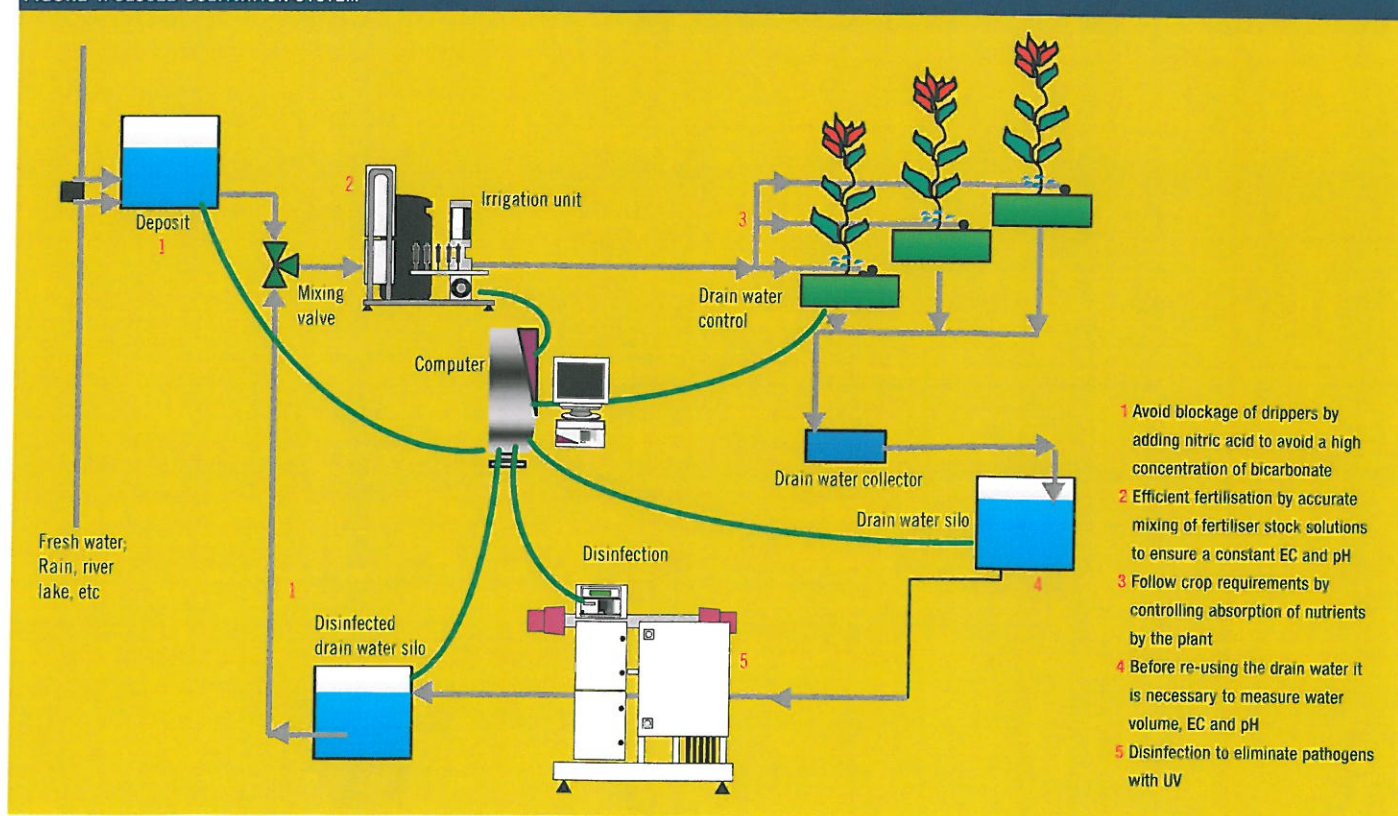 Deposit
1
Mixing
valve
2
Irrigation unit
3
Drain water
control
Computer
Drain water collector
Drain water silo
4
Fresh water;
Rain, river
lake, etc
1
Disinfected
drain water silo
Disinfection
5
1 Avoid blockage of drippers by
adding nitric acid to avoid a high
concentration of bicarbonate
2 Efficient fertilisation by accurate
mixing of fertiliser stock solutions
to ensure a constant EC and pH
3 Follow crop requirements by
controlling absorption of nutrients
by the plant
4 Before re-using the drain water it
is necessary to measure water
volume, EC and pH
5 Disinfection to eliminate pathogens
with UV